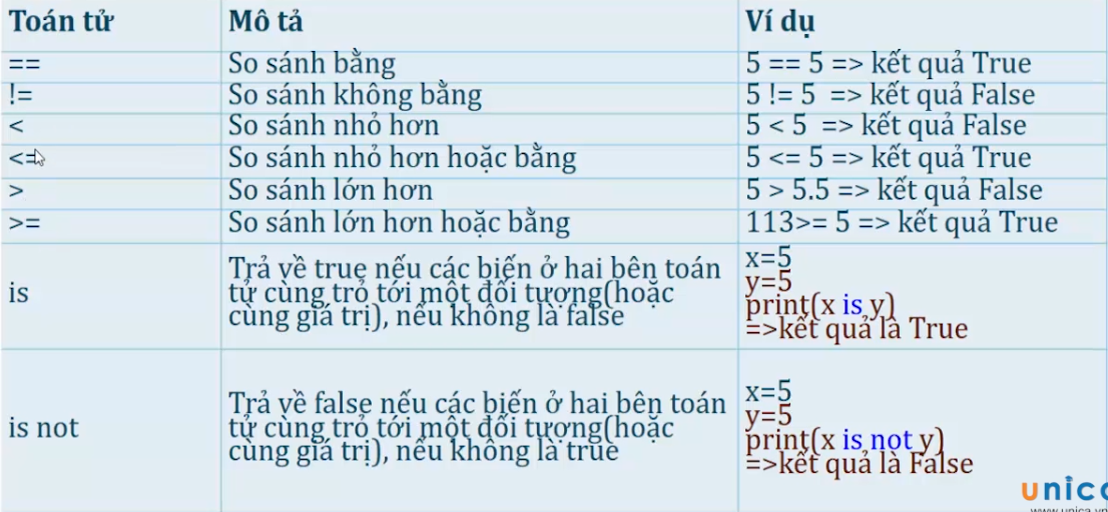 Toán tử Mô tả Ví dụ
== So sánh bằng 5 == 5 => kết quả True
!= So sánh không bằng 5 != 5 => kết quả False
< So sánh nhỏ hơn 5 < 5 => kết quả False
<= So sánh nhỏ hơn hoặc bằng 5 <= 5 => kết quả True
> So sánh lớn hơn 5 > 5.5 => kết quả False
>= So sánh lớn hơn hoặc bằng 113>= 5 => kết quả True
is
Trả về true nếu các biến ở hai bên toán
tử cùng trỏ tới một đối tượng(hoặc
cùng giá trị), nếu không là false
x=5
y=5
print(x is y)
=>kết quả là True
is not
Trả về false nếu các biến ở hai bên toán
tử cùng trỏ tới một đối tượng(hoặc
cùng giá trị), nếu không là true
x=5
y=5
print(x is not y)
=>kết quả là False
unica
www.unica.vn